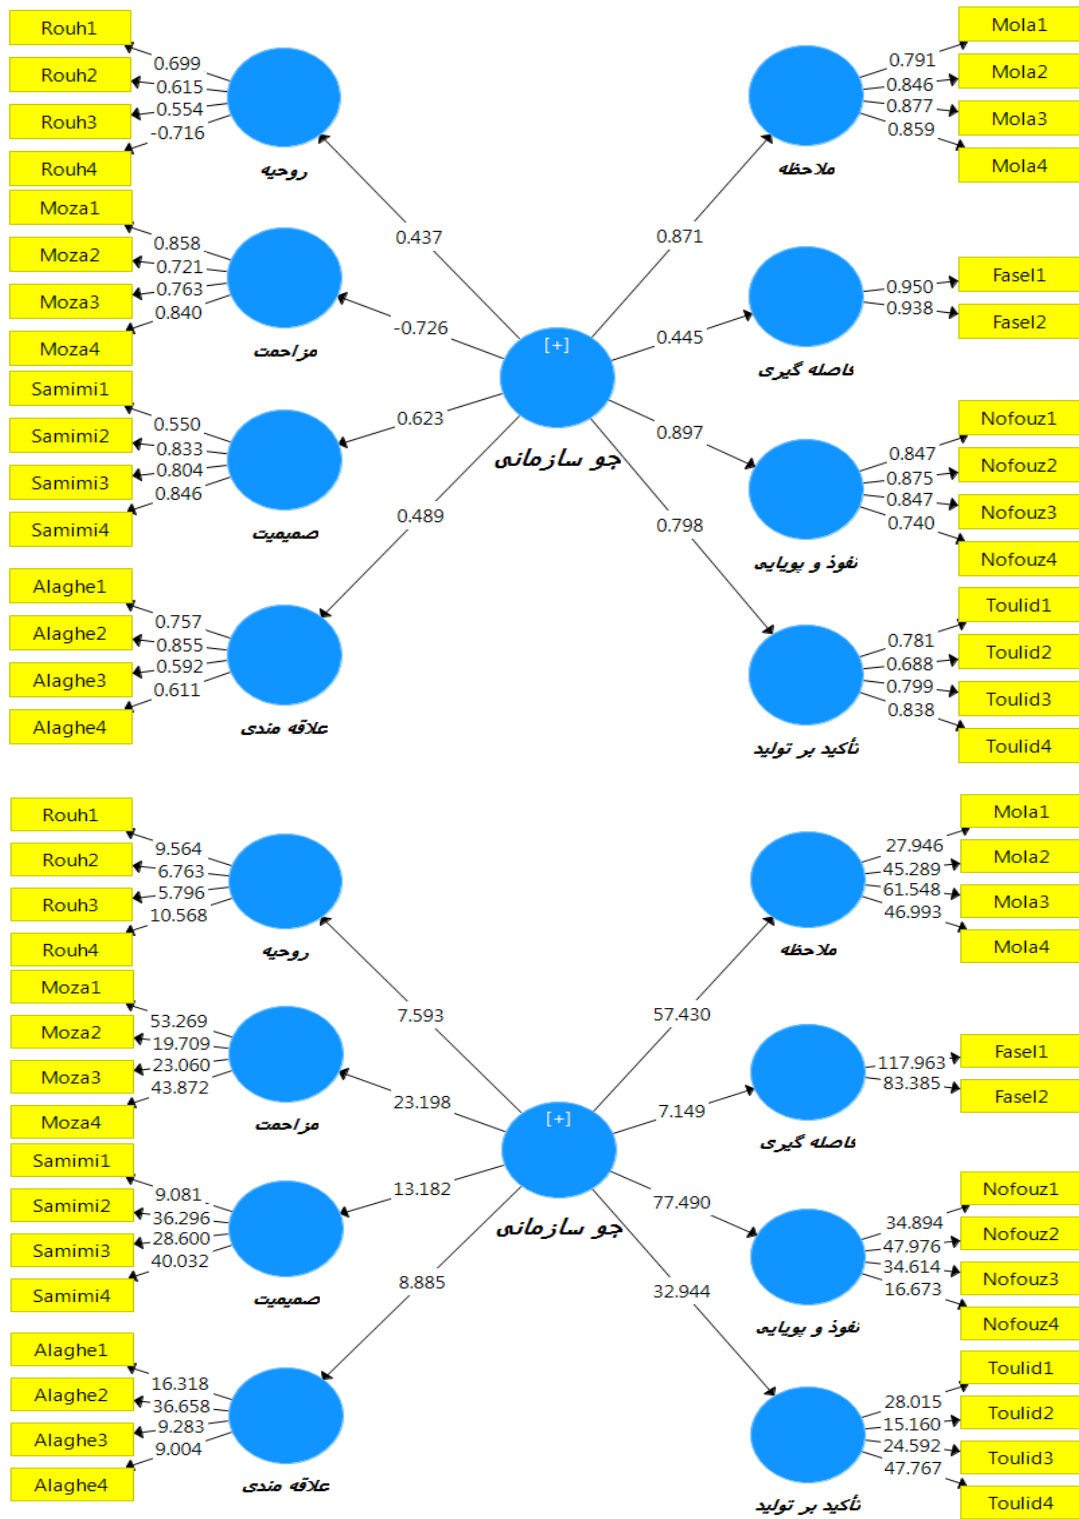 Rouh1
Rouh2
Rouh3
Rouh4
0.699
0.615
0.554
-0.716
روحیه
Moza1
Moza2
Moza3
Moza4
0.858
0.721
0.763
0.840
مزاحمت
Samimi1
Samimi2
Samimi3
Samimi4
0.550
0.833
0.804
0.846
صمیمیت
Alaghe1
Alaghe2
Alaghe3
Alaghe4
0.757
0.855
0.592
0.611
علاقه مندی
0.437
-0.726
0.623
0.489
[+]
جو سازمانی
0.871
0.445
0.897
0.798
Mola1
Mola2
Mola3
Mola4
0.791
0.846
0.877
0.859
ملاحظه
Fasel1
Fasel2
0.950
0.938
فاصله گیری
Nofouz1
Nofouz2
Nofouz3
Nofouz4
0.847
0.875
0.847
0.740
نفوذ و پویایی
Toulid1
Toulid2
Toulid3
Toulid4
0.781
0.688
0.799
0.838
تأکید بر تولید
Rouh1
Rouh2
Rouh3
Rouh4
9.564
6.763
5.796
10.568
روحیه
Moza1
Moza2
Moza3
Moza4
53.269
19.709
23.060
43.872
مزاحمت
Samimi1
Samimi2
Samimi3
Samimi4
9.081
36.296
28.600
40.032
صمیمیت
Alaghe1
Alaghe2
Alaghe3
Alaghe4
16.318
36.658
9.283
9.004
علاقه مندی
7.593
23.198
13.182
8.885
[+]
جو سازمانی
57.430
7.149
77.490
32.944
Mola1
Mola2
Mola3
Mola4
27.946
45.289
61.548
46.993
ملاحظه
Fasel1
Fasel2
117.963
83.385
فاصله گیری
Nofouz1
Nofouz2
Nofouz3
Nofouz4
34.894
47.976
34.614
16.673
نفوذ و پویایی
Toulid1
Toulid2
Toulid3
Toulid4
28.015
15.160
24.592
47.767
تأکید بر تولید